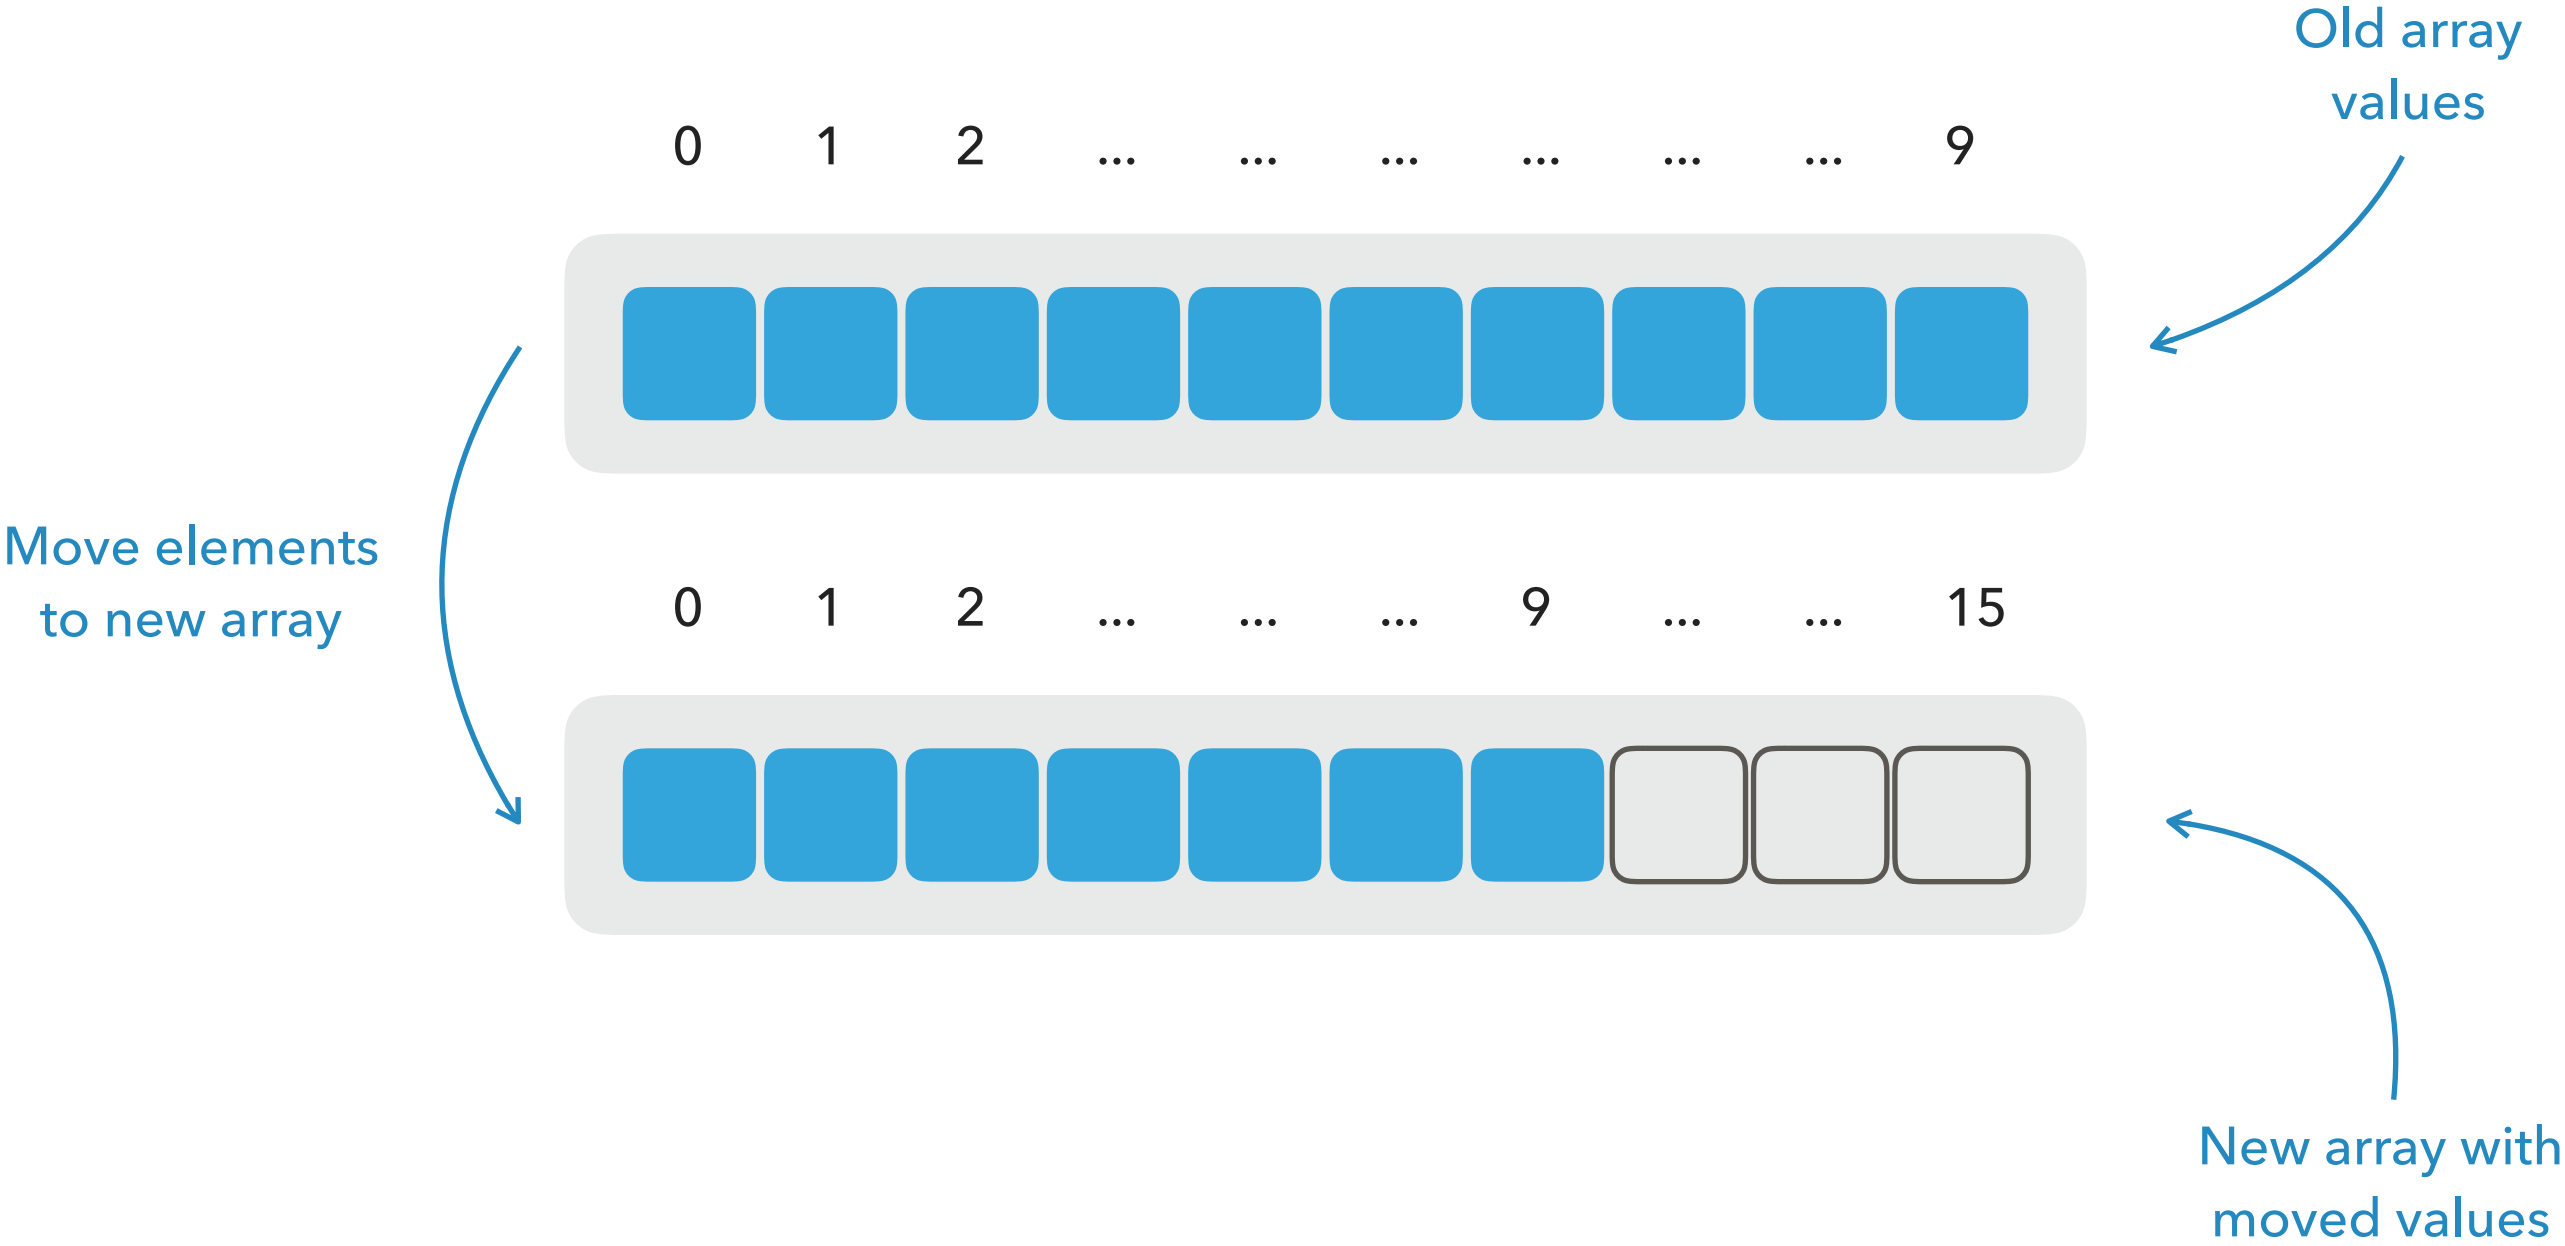 Old array
values
0 1 2 ... ... ... ... ... ... 9
Move elements
to new array
0 1 2 ... ... ... 9 ... ... 15
New array with
moved values